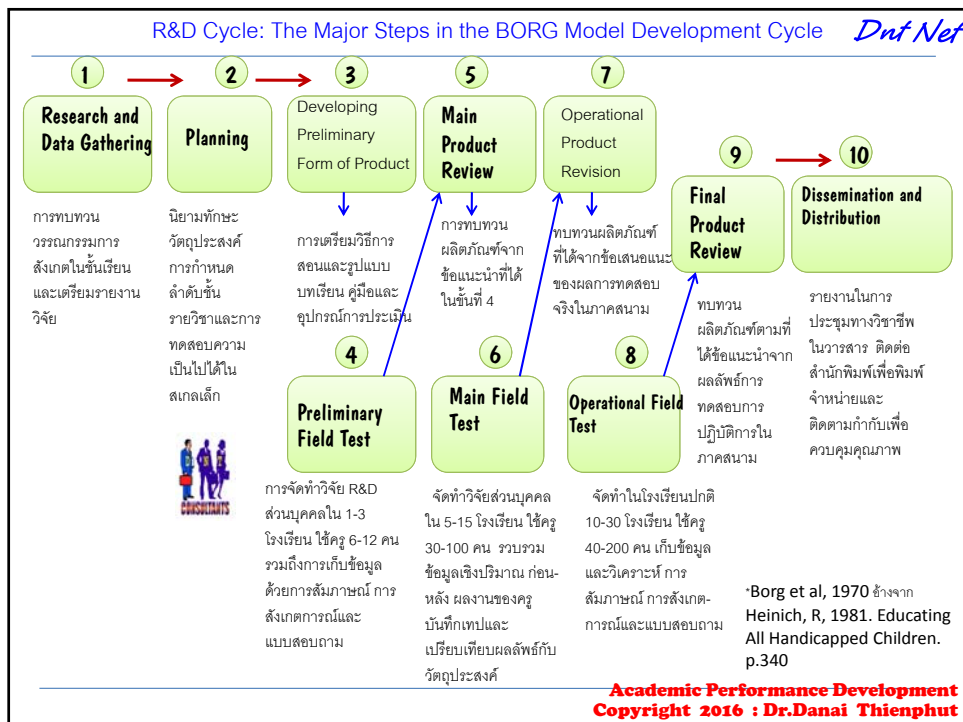 R&D Cycle: The Major Steps in the BORG Model Development Cycle
Dnt Net
1
Research and
Data Gathering
การทบทวน
วรรณกรรมการ
สังเกตในชั้นเรียน
และเตรียมรายงาน
วิจัย
2
Planning
นิยามทักษะ
วัตถุประสงค์
การกำหนด
ลำดับชั้น
รายวิชาและการ
ทดสอบความ
เป็นไปได้ใน
สเกลเล็ก
CONSULTANTS
3
Developing
Preliminary
Form of Product
การเตรียมวิธีการ
สอนและรูปแบบ
บทเรียน คู่มือและ
อุปกรณ์การประเมิน
4
Preliminary
Field Test
การจัดทำวิจัย R&D
ส่วนบุคคลใน 1-3
โรงเรียน ใช้ครู 6-12 คน
รวมถึงการเก็บข้อมูล
ด้วยการสัมภาษณ์ การ
สังเกตการณ์และ
แบบสอบถาม
5
Main
Product
Review
การทบทวน
ผลิตภัณฑ์จาก
ข้อแนะนำที่ได้
ในขั้นที่ 4
6
Main Field
Test
จัดทำวิจัยส่วนบุคคล
ใน 5-15 โรงเรียน ใช้ครู
30-100 คน รวบรวม
ข้อมูลเชิงปริมาณ ก่อน-
หลัง ผลงานของครู
บันทึกเทปและ
เปรียบเทียบผลลัพธ์กับ
วัตถุประสงค์
7
Operational
Product
Revision
ทบทวนผลิตภัณฑ์
ที่ได้จากข้อเสนอแนะ
ของผลการทดสอบ
จริงในภาคสนาม
8
Operational Field
Test
จัดทำในโรงเรียนปกติ
10-30 โรงเรียน ใช้ครู
40-200 คน เก็บข้อมูล
และวิเคราะห์ การ
สัมภาษณ์ การสังเกต-
การณ์และแบบสอบถาม
9
Final
Product
Review
ทบทวน
ผลิตภัณฑ์ตามที่
ได้ข้อแนะนำจาก
ผลลัพธ์การ
ทดสอบการ
ปฏิบัติการใน
ภาคสนาม
10
Dissemination and
Distribution
รายงานในการ
ประชุมทางวิชาชีพ
ในวารสาร ติดต่อ
สำนักพิมพ์เพื่อพิมพ์
จำหน่ายและ
ติดตามกำกับเพื่อ
ควบคุมคุณภาพ
*Borg et al, 1970 อ้างจาก
Heinich, R, 1981. Educating
All Handicapped Children.
p.340
Academic Performance Development
Copyright 2016 : Dr.Danai Thienphut